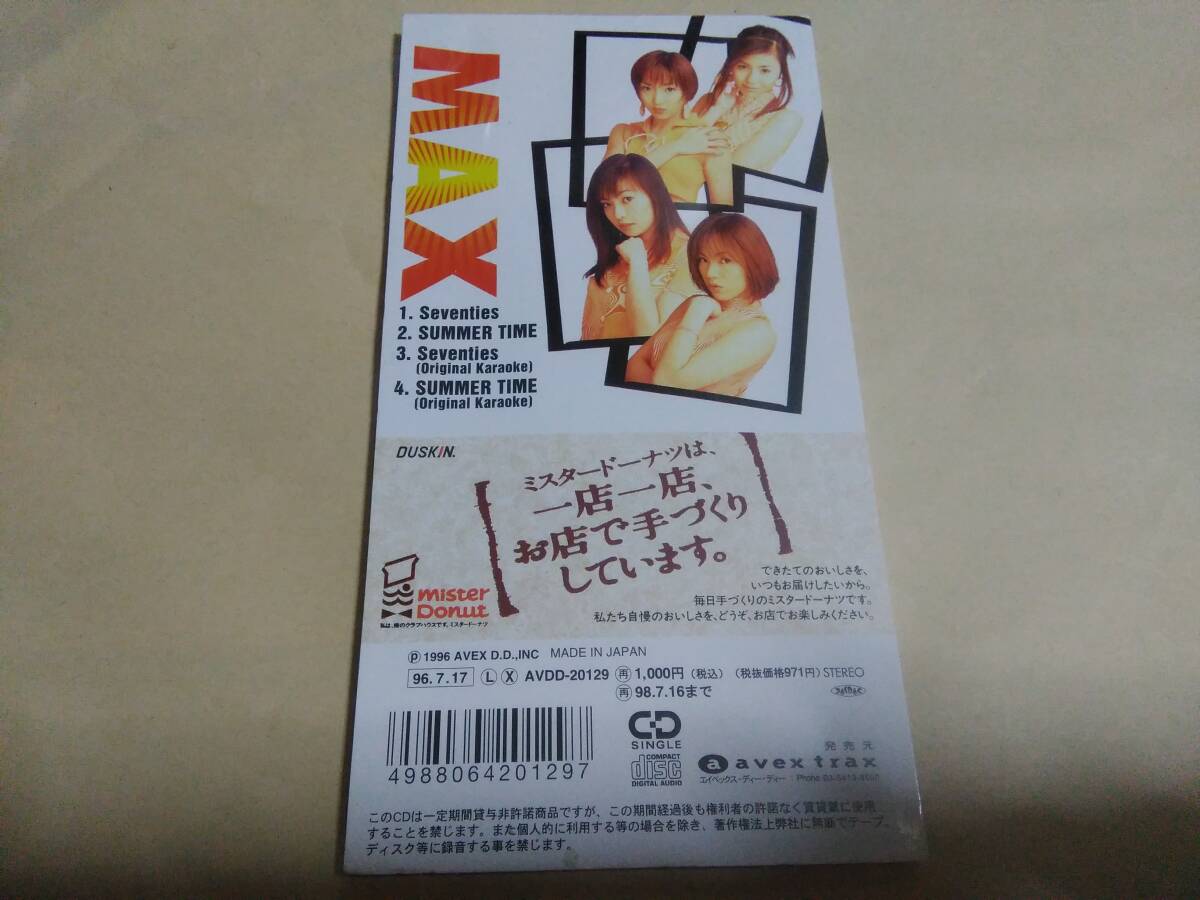 MAX
1. Seventies
2. SUMMER TIME
3. Seventies
(Original Karaoke)
4. SUMMER TIME
(Original Karaoke)
DUSKIN.
ミスタードーナツは、
一店一店、
お店で手づくり
しています。
できたてのおいしさを、
いつもお届けしたいから。
毎日手づくりのミスタードーナツです。
私たち自慢のおいしさを、どうぞ、お店でお楽しみください。
mister
Donut
ⓟ 1996 AVEX D.D.,INC MADE IN JAPAN
96.7.17 Ⓛ Ⓧ AVDD-20129 再 1,000円(税込) (税抜価格971円) STEREO
再 98.7.16まで
4988064201297
CD
SINGLE
COMPACT
disc
DIGITAL AUDIO
発売元
a avex trax
エイベックス・ディー・ディー : Phone
このCDは一定期間貸与非許諾商品ですが、この期間経過後も権利者の許諾なく賃貸業に使用
することを禁じます。また個人的に利用する等の場合を除き、著作権法上弊社に無断でテープ、
ディスク等に録音する事を禁じます。